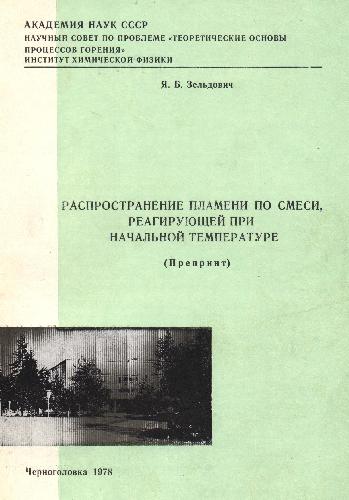 АКАДЕМИЯ НАУК СССР
НАУЧНЫЙ СОВЕТ ПО ПРОБЛЕМЕ «ТЕОРЕТИЧЕСКИЕ ОСНОВЫ
ПРОЦЕССОВ ГОРЕНИЯ»
ИНСТИТУТ ХИМИЧЕСКОЙ ФИЗИКИ
Я. Б. Зельдович
РАСПРОСТРАНЕНИЕ ПЛАМЕНИ ПО СМЕСИ,
РЕАГИРУЮЩЕЙ ПРИ
НАЧАЛЬНОЙ ТЕМПЕРАТУРЕ
(Препринт)
Черноголовка 1978